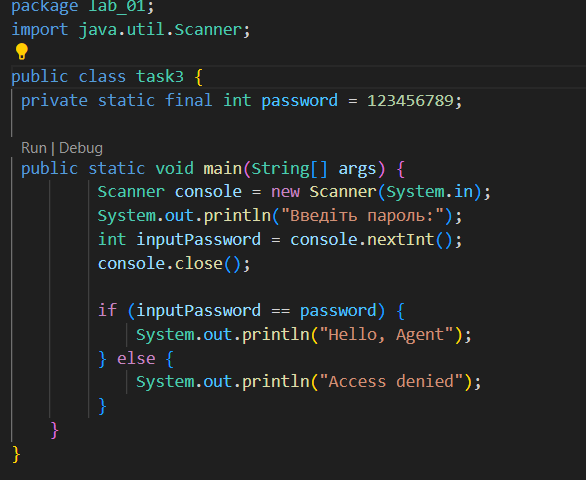 package lab_01;
import java.util.Scanner;
public class task3 {
private static final int password = 123456789;
Run | Debug
public static void main(String[] args) {
Scanner console = new Scanner(System.in);
System.out.println("Введіть пароль:");
int inputPassword = console.nextInt();
console.close();
if (inputPassword == password) {
System.out.println("Hello, Agent");
} else {
System.out.println("Access denied");
}
}
}